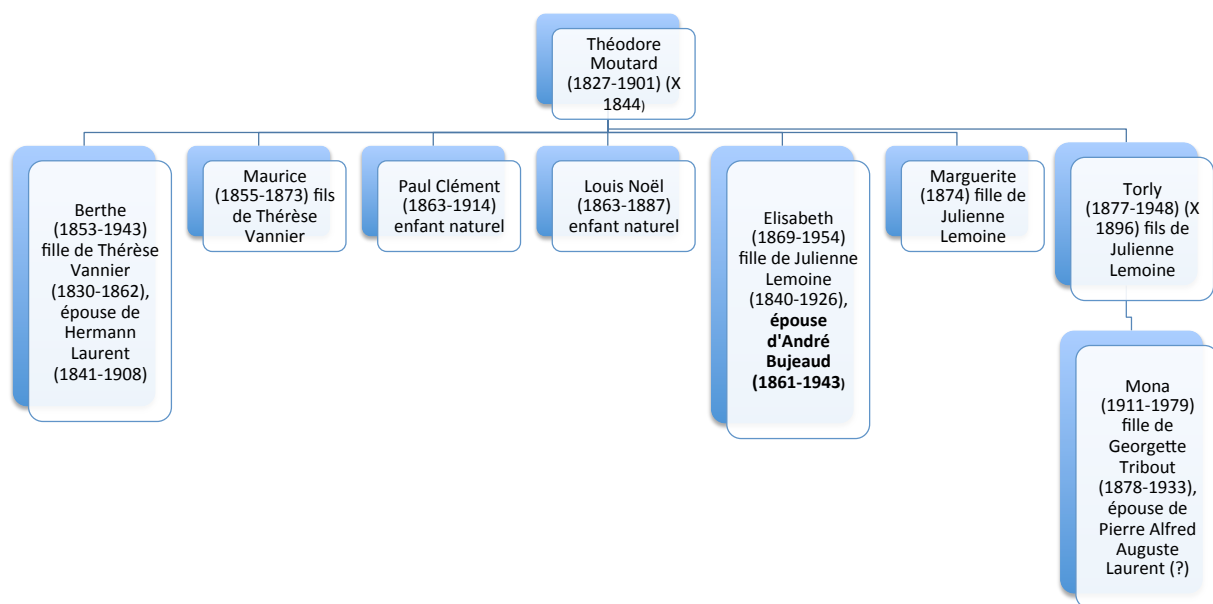 Théodore
Moutard
(1827-1901) (X
1844)
Berthe
(1853-1943)
fille de Thérèse
Vannier
(1830-1862),
épouse de
Hermann
Laurent
(1841-1908)
Maurice
(1855-1873) fils
de Thérèse
Vannier
Paul Clément
(1863-1914)
enfant naturel
Louis Noël
(1863-1887)
enfant naturel
Elisabeth
(1869-1954)
fille de Julienne
Lemoine
(1840-1926),
épouse
d'André
Bujeaud
(1861-1943)
Marguerite
(1874) fille de
Julienne
Lemoine
Torly
(1877-1948) (X
1896) fils de
Julienne
Lemoine
Mona
(1911-1979)
fille de
Georgette
Tribout
(1878-1933),
épouse de
Pierre Alfred
Auguste
Laurent (?)